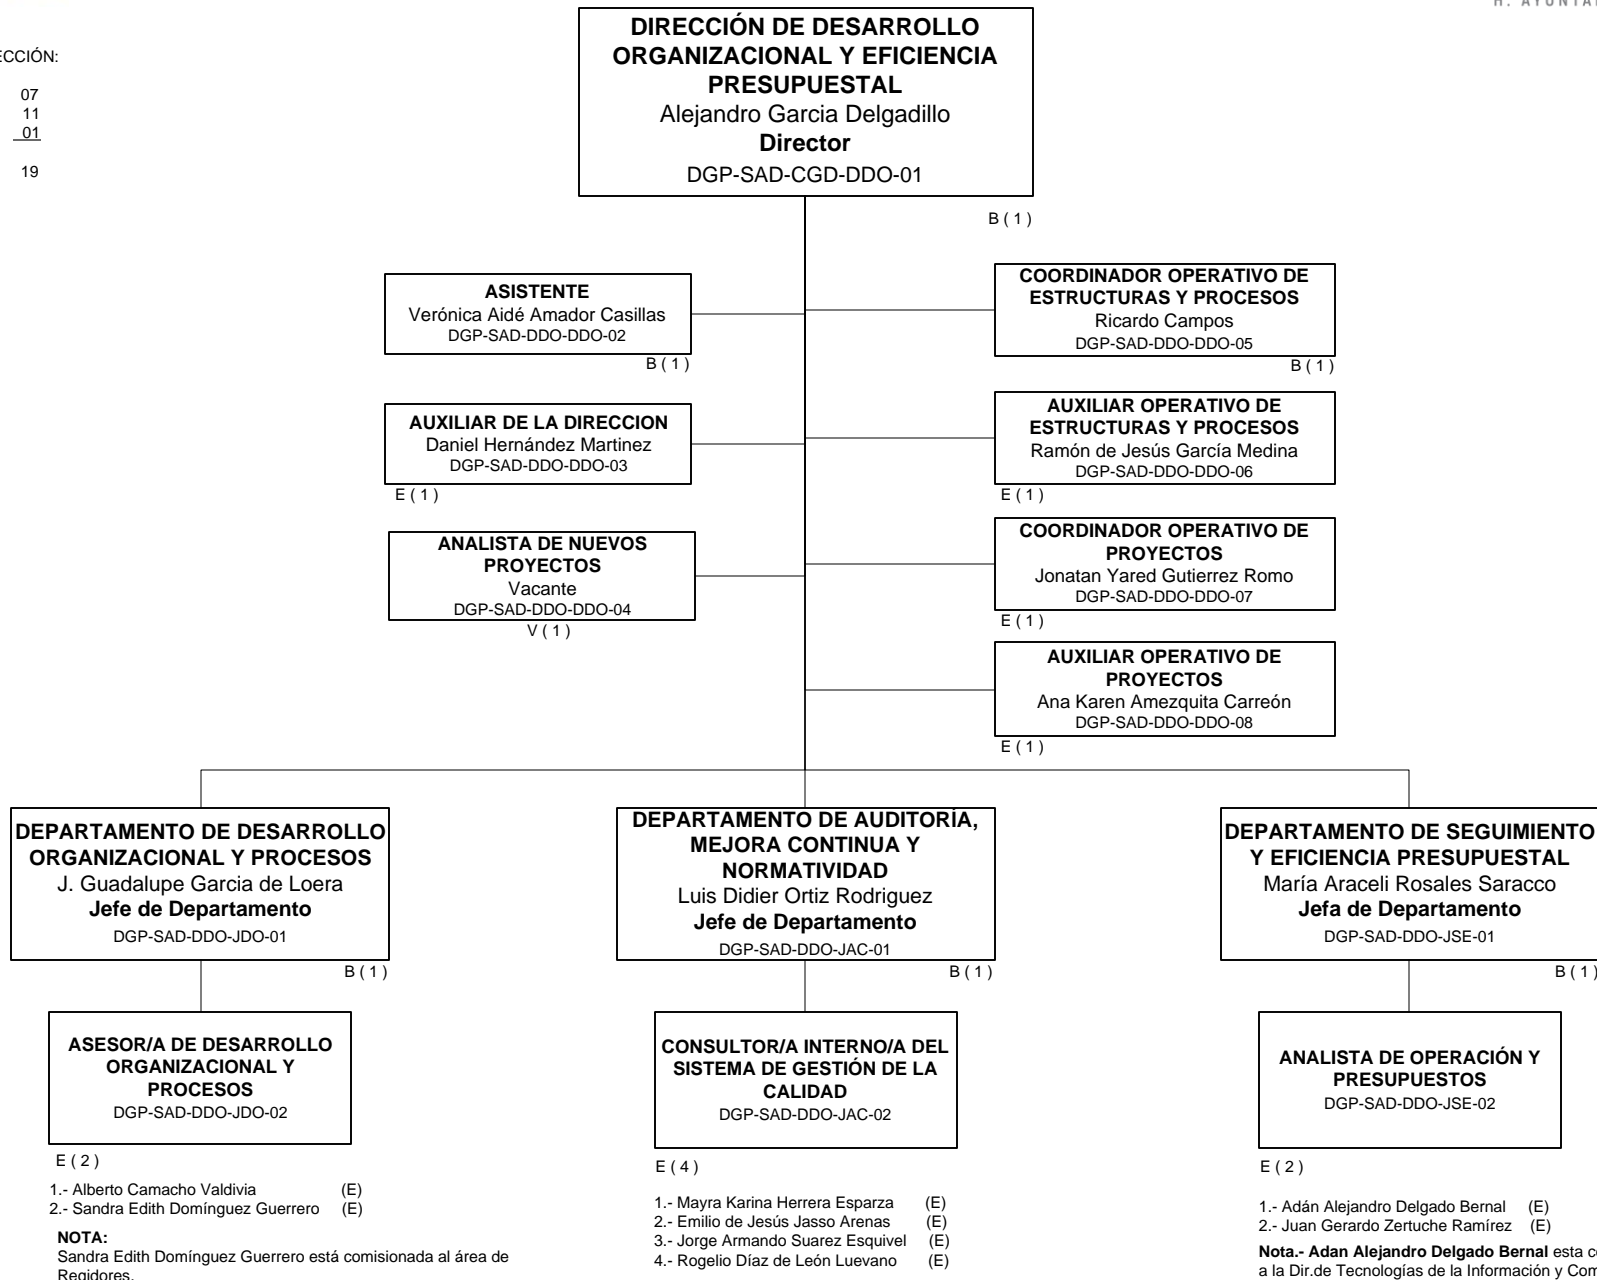 H. AYUNTA
ECCIÓN:
07
11
01
19
DIRECCIÓN DE DESARROLLO
ORGANIZACIONAL Y EFICIENCIA
PRESUPUESTAL
Alejandro Garcia Delgadillo
Director
DGP-SAD-CGD-DDO-01
B ( 1 )
ASISTENTE
Verónica Aidé Amador Casillas
DGP-SAD-DDO-DDO-02
B ( 1 )
COORDINADOR OPERATIVO DE
ESTRUCTURAS Y PROCESOS
Ricardo Campos
DGP-SAD-DDO-DDO-05
B ( 1 )
AUXILIAR DE LA DIRECCION
Daniel Hernández Martinez
DGP-SAD-DDO-DDO-03
E ( 1 )
AUXILIAR OPERATIVO DE
ESTRUCTURAS Y PROCESOS
Ramón de Jesús García Medina
DGP-SAD-DDO-DDO-06
E ( 1 )
ANALISTA DE NUEVOS
PROYECTOS
Vacante
DGP-SAD-DDO-DDO-04
V ( 1 )
COORDINADOR OPERATIVO DE
PROYECTOS
Jonatan Yared Gutierrez Romo
DGP-SAD-DDO-DDO-07
E ( 1 )
AUXILIAR OPERATIVO DE
PROYECTOS
Ana Karen Amezquita Carreón
DGP-SAD-DDO-DDO-08
E ( 1 )
DEPARTAMENTO DE DESARROLLO
ORGANIZACIONAL Y PROCESOS
J. Guadalupe Garcia de Loera
Jefe de Departamento
DGP-SAD-DDO-JDO-01
B ( 1 )
DEPARTAMENTO DE AUDITORÍA,
MEJORA CONTINUA Y
NORMATIVIDAD
Luis Didier Ortiz Rodriguez
Jefe de Departamento
DGP-SAD-DDO-JAC-01
B ( 1 )
DEPARTAMENTO DE SEGUIMIENTO
Y EFICIENCIA PRESUPUESTAL
María Araceli Rosales Saracco
Jefa de Departamento
DGP-SAD-DDO-JSE-01
B ( 1 )
ASESOR/A DE DESARROLLO
ORGANIZACIONAL Y
PROCESOS
DGP-SAD-DDO-JDO-02
E ( 2 )
1.- Alberto Camacho Valdivia (E)
2.- Sandra Edith Domínguez Guerrero (E)
NOTA:
Sandra Edith Domínguez Guerrero está comisionada al área de
Regidores.
CONSULTOR/A INTERNO/A DEL
SISTEMA DE GESTIÓN DE LA
CALIDAD
DGP-SAD-DDO-JAC-02
E ( 4 )
1.- Mayra Karina Herrera Esparza (E)
2.- Emilio de Jesús Jasso Arenas (E)
3.- Jorge Armando Suarez Esquivel (E)
4.- Rogelio Díaz de León Luevano (E)
ANALISTA DE OPERACIÓN Y
PRESUPUESTOS
DGP-SAD-DDO-JSE-02
E ( 2 )
1.- Adán Alejandro Delgado Bernal (E)
2.- Juan Gerardo Zertuche Ramírez (E)
Nota.- Adan Alejandro Delgado Bernal esta co
a la Dir.de Tecnologías de la Información y Com